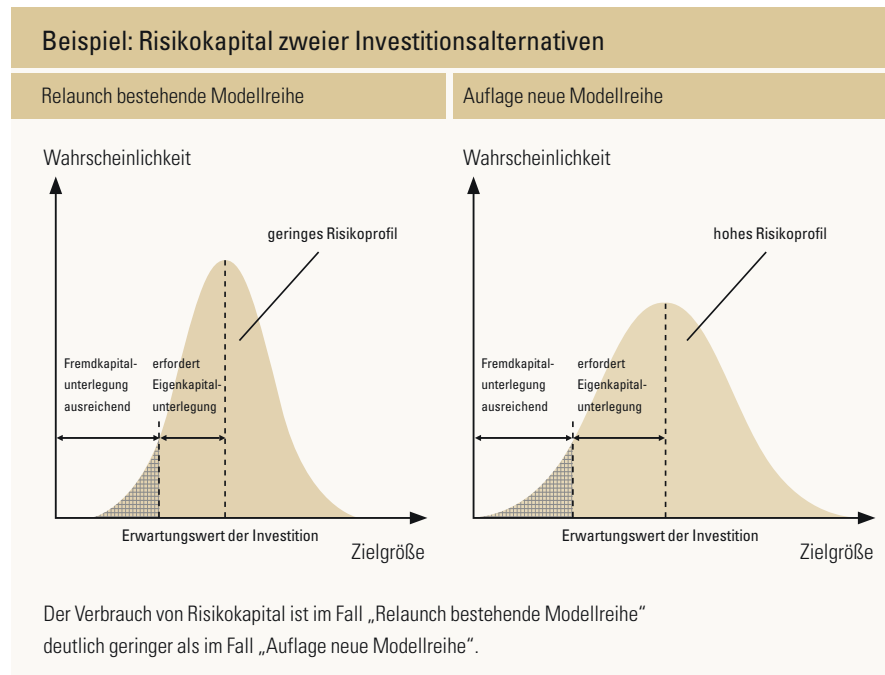 Beispiel: Risikokapital zweier Investitionsalternativen
Relaunch bestehende Modellreihe
Wahrscheinlichkeit
geringes Risikoprofil
Fremdkapital-
unterlegung
ausreichend
erfordert
Eigenkapital-
unterlegung
Erwartungswert der Investition
Zielgröße
Auflage neue Modellreihe
Wahrscheinlichkeit
hohes Risikoprofil
Fremdkapital-
unterlegung
ausreichend
erfordert
Eigenkapital-
unterlegung
Erwartungswert der Investition
Zielgröße
Der Verbrauch von Risikokapital ist im Fall „Relaunch bestehende Modellreihe“
deutlich geringer als im Fall „Auflage neue Modellreihe“.